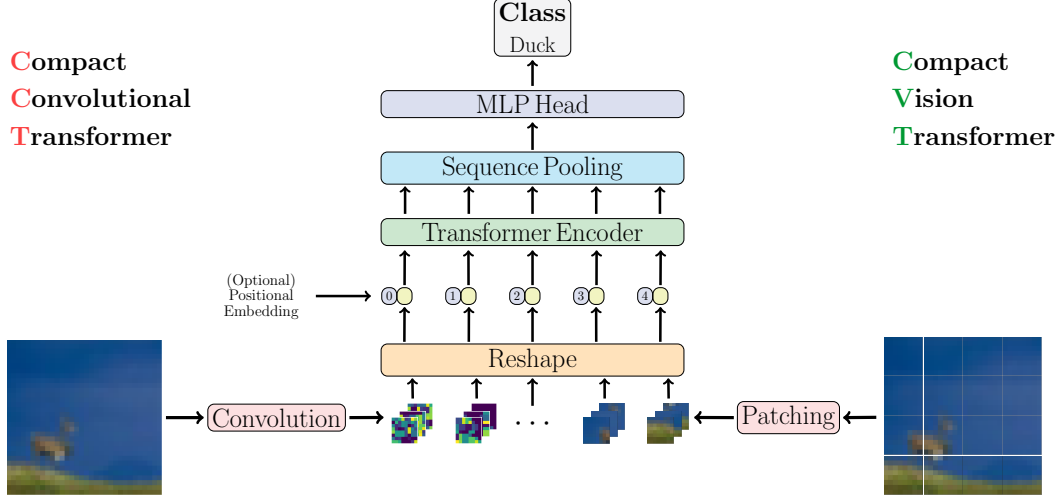 Class
Duck
Compact
Convolutional
Transformer
Compact
Vision
Transformer
MLP Head
Sequence Pooling
Transformer Encoder
(Optional)
Positional
Embedding
0 1 2 3 4
Reshape
Convolution
...
Patching